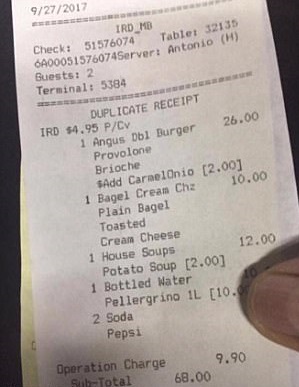 9/27/2017
IRD_MB
Check: 51576074 Table: 32135
6A00051576074Server: Antonio (M)
Guests: 2
Terminal: 5384
DUPLICATE RECEIPT
IRD $4.95 P/Cv
1 Angus Dbl Burger 26.00
Provolone
Brioche
$Add CarmelOnio [2.00]
1 Bagel Cream Chz 10.00
Plain Bagel
Toasted
Cream Cheese
1 House Soups 12.00
Potato Soup [2.00]
1 Bottled Water 10
Pellergrino 1L [10.0
2 Soda
Pepsi
Operation Charge 9.90
Sub-Total 68.00